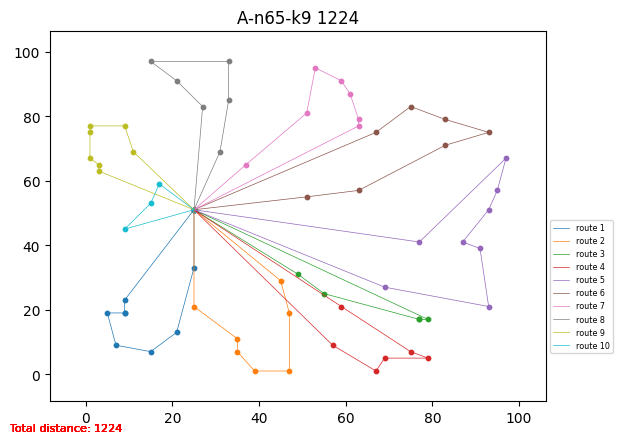 A-n65-k9 1224
100
80
60
40
20
0
0 20 40 60 80 100
route 1
route 2
route 3
route 4
route 5
route 6
route 7
route 8
route 9
route 10
Total distance: 1224